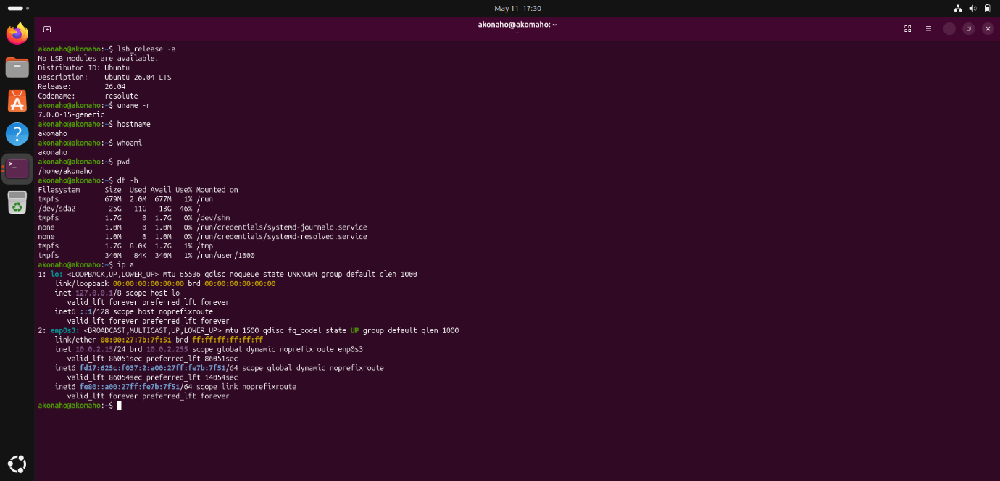 May 11 17:30
akonaho@akomaho: ~
~
akonaho@akomaho:~$ lsb_release -a
No LSB modules are available.
Distributor ID: Ubuntu
Description:    Ubuntu 26.04 LTS
Release:        26.04
Codename:       resolute
akonaho@akomaho:~$ uname -r
7.0.0-15-generic
akonaho@akomaho:~$ hostname
akomaho
akonaho@akomaho:~$ whoami
akonaho
akonaho@akomaho:~$ pwd
/home/akonaho
akonaho@akomaho:~$ df -h
Filesystem      Size  Used Avail Use% Mounted on
tmpfs           679M  2.0M  677M   1% /run
/dev/sda2        25G   11G   13G  46% /
tmpfs           1.7G     0  1.7G   0% /dev/shm
none            1.0M     0  1.0M   0% /run/credentials/systemd-journald.service
none            1.0M     0  1.0M   0% /run/credentials/systemd-resolved.service
tmpfs           1.7G  8.0K  1.7G   1% /tmp
tmpfs           340M   84K  340M   1% /run/user/1000
akonaho@akomaho:~$ ip a
1: lo: <LOOPBACK,UP,LOWER_UP> mtu 65536 qdisc noqueue state UNKNOWN group default qlen 1000
    link/loopback 00:00:00:00:00:00 brd 00:00:00:00:00:00
    inet 127.0.0.1/8 scope host lo
       valid_lft forever preferred_lft forever
    inet6 ::1/128 scope host noprefixroute
       valid_lft forever preferred_lft forever
2: enp0s3: <BROADCAST,MULTICAST,UP,LOWER_UP> mtu 1500 qdisc fq_codel state UP group default qlen 1000
    link/ether 08:00:27:7b:7f:51 brd ff:ff:ff:ff:ff:ff
    inet 10.0.2.15/24 brd 10.0.2.255 scope global dynamic noprefixroute enp0s3
       valid_lft 86051sec preferred_lft 86051sec
    inet6 fd17:625c:f037:2:a00:27ff:fe7b:7f51/64 scope global dynamic noprefixroute
       valid_lft 86054sec preferred_lft 14054sec
    inet6 fe80::a00:27ff:fe7b:7f51/64 scope link noprefixroute
       valid_lft forever preferred_lft forever
akonaho@akomaho:~$